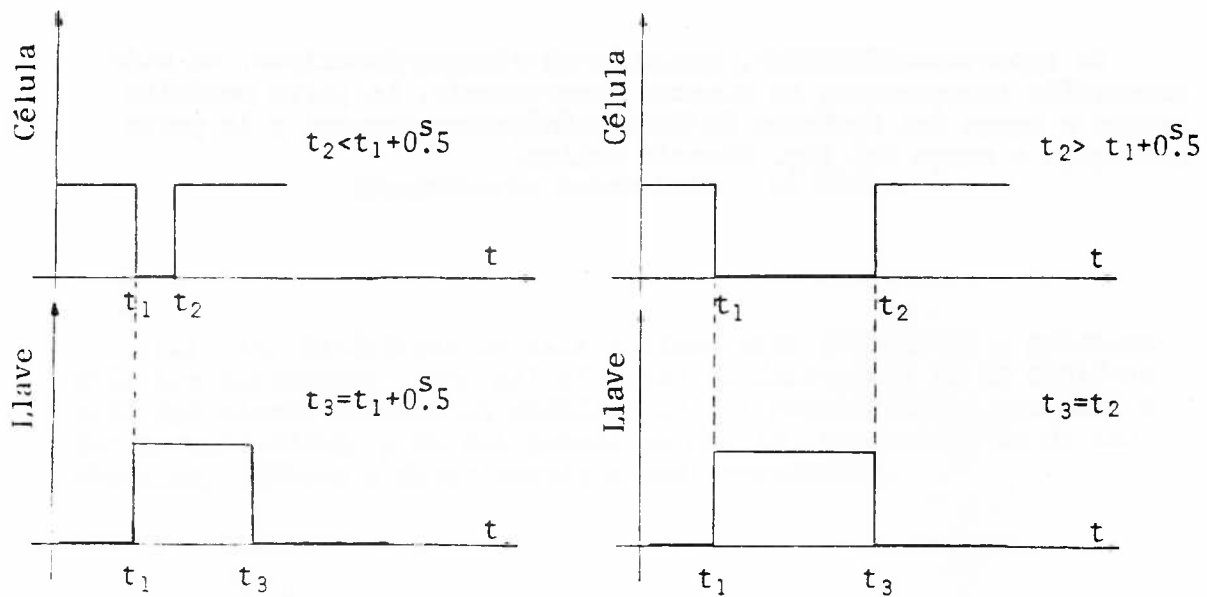 Célula
t₂<t₁+0ˢ.5
t
t₁ t₂
Llave
t₃=t₁+0ˢ.5
t
t₁ t₃
Célula
t₂> t₁+0ˢ.5
t
t₁ t₂
Llave
t₃=t₂
t
t₁ t₃